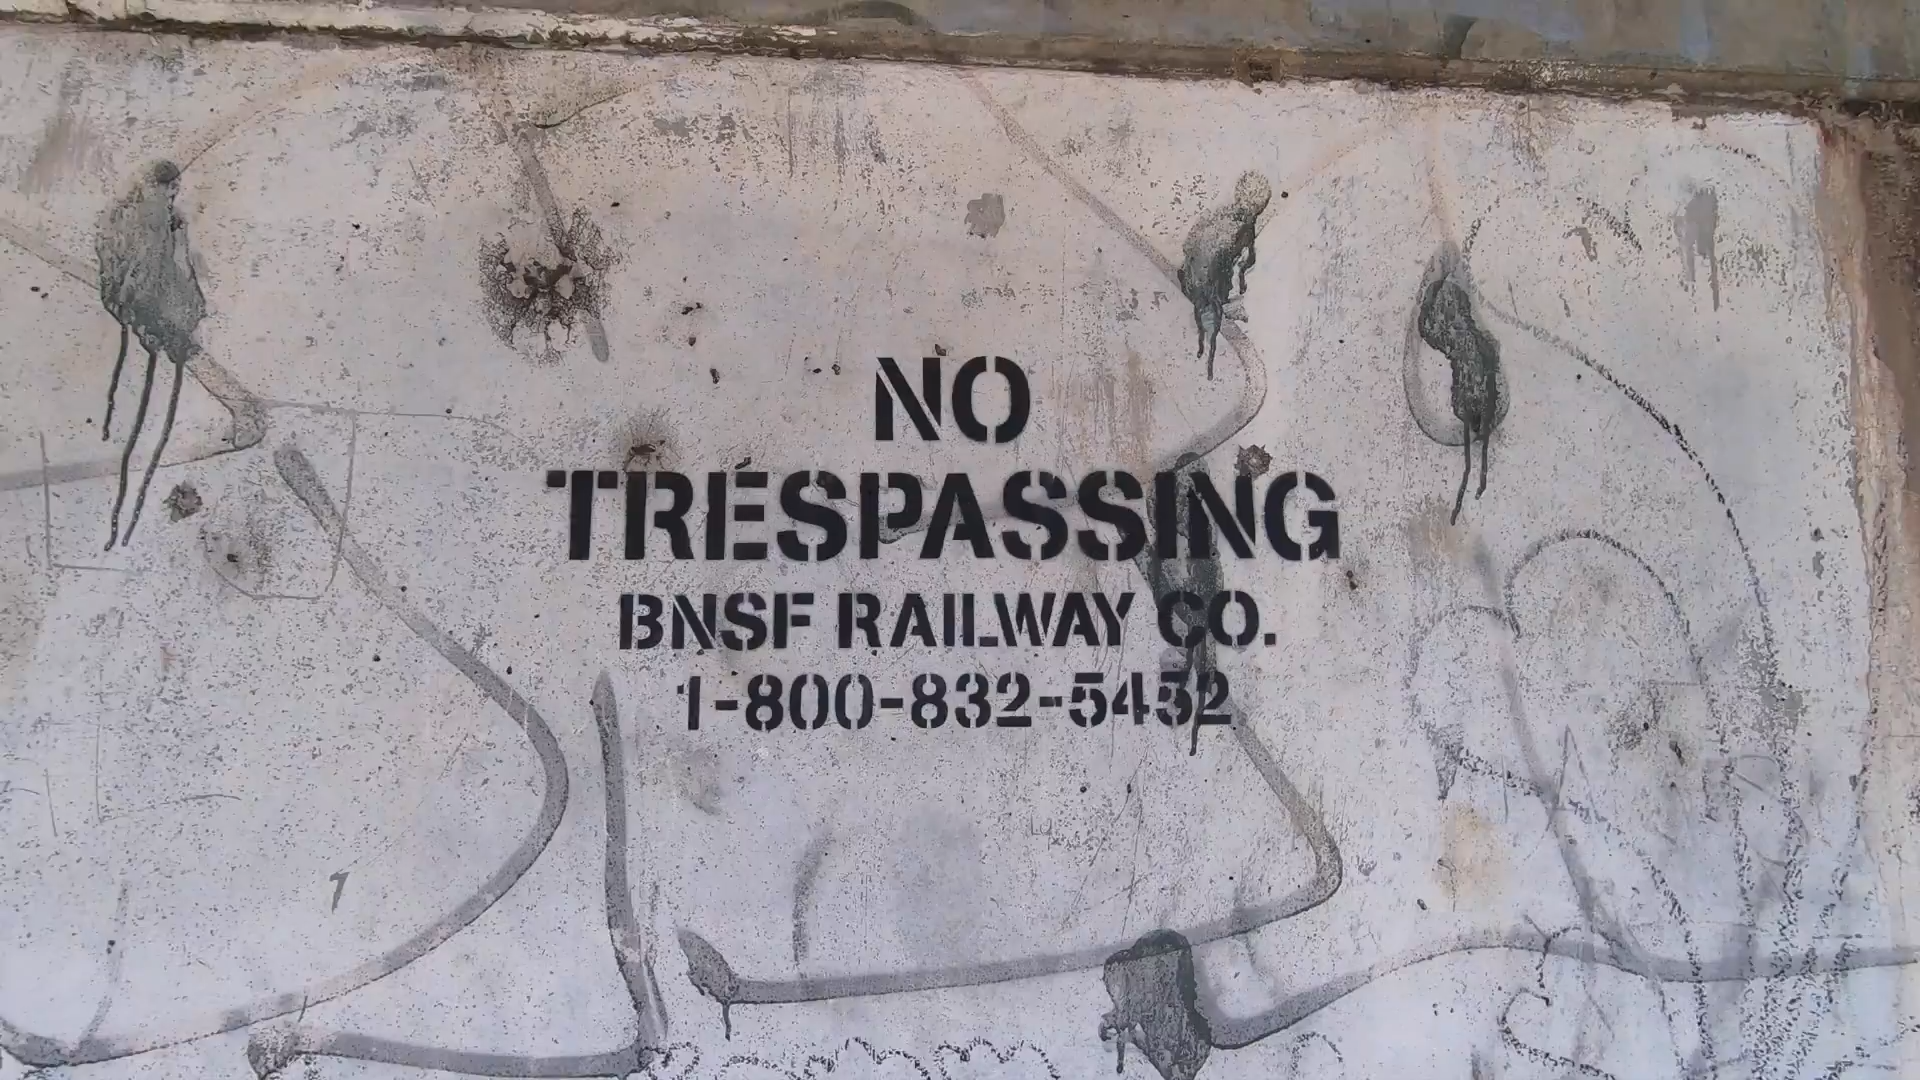 NO
TRESPASSING
BNSF RAILWAY CO.
1-800-832-5452